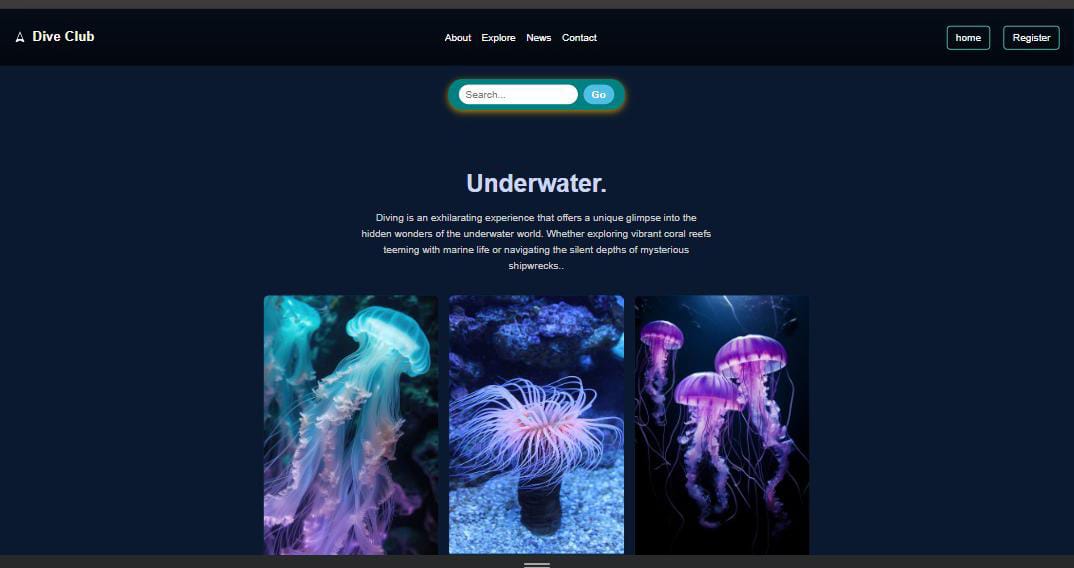 Dive Club
About Explore News Contact
home Register
Search... Go
Underwater.
Diving is an exhilarating experience that offers a unique glimpse into the
hidden wonders of the underwater world. Whether exploring vibrant coral reefs
teeming with marine life or navigating the silent depths of mysterious
shipwrecks..